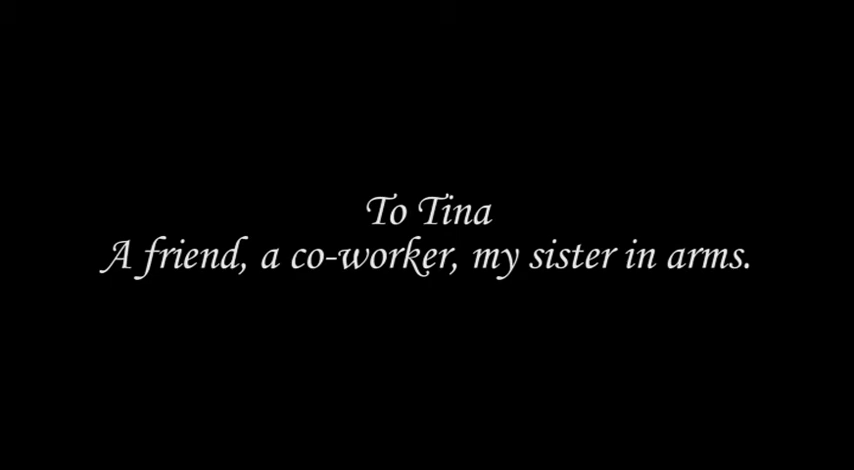 To Tina
A friend, a co-worker, my sister in arms.